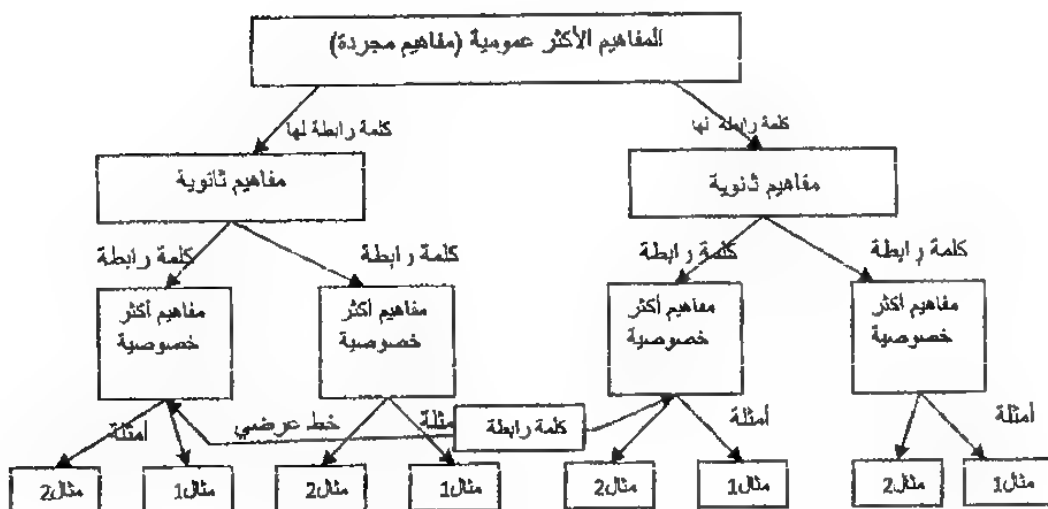 المفاهيم الأكثر عمومية (مفاهيم مجردة)
كلمة رابطة لها
كلمة رابطة لها
مفاهيم ثانوية
مفاهيم ثانوية
كلمة رابطة
كلمة رابطة
كلمة رابطة
كلمة رابطة
مفاهيم أكثر
خصوصية
مفاهيم أكثر
خصوصية
مفاهيم أكثر
خصوصية
مفاهيم أكثر
خصوصية
أمثلة
أمثلة
كلمة رابطة
خط عرضي
أمثلة
أمثلة
مثال1
مثال2
مثال1
مثال2
مثال1
مثال2
مثال1
مثال2